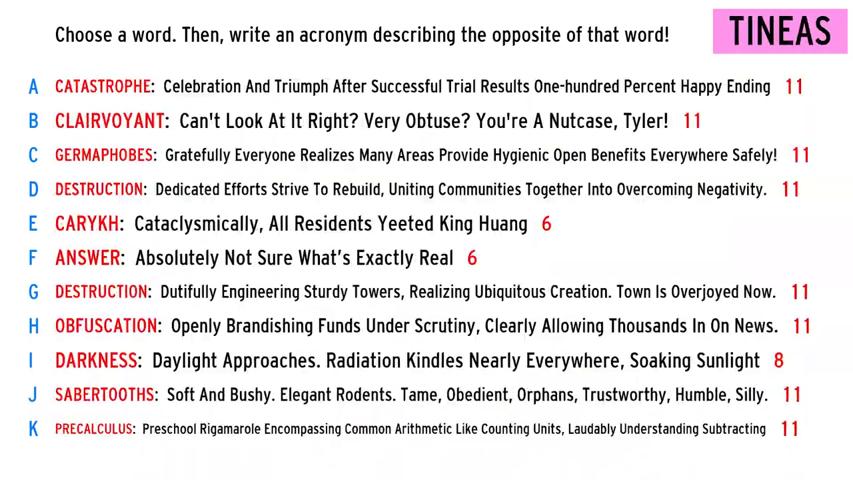 Choose a word. Then, write an acronym describing the opposite of that word!
TINEAS
A CATASTROPHE: Celebration And Triumph After Successful Trial Results One-hundred Percent Happy Ending 11
B CLAIRVOYANT: Can't Look At It Right? Very Obtuse? You're A Nutcase, Tyler! 11
C GERMAPHOBES: Gratefully Everyone Realizes Many Areas Provide Hygienic Open Benefits Everywhere Safely! 11
D DESTRUCTION: Dedicated Efforts Strive To Rebuild, Uniting Communities Together Into Overcoming Negativity. 11
E CARYKH: Cataclysmically, All Residents Yeeted King Huang 6
F ANSWER: Absolutely Not Sure What's Exactly Real 6
G DESTRUCTION: Dutifully Engineering Sturdy Towers, Realizing Ubiquitous Creation. Town Is Overjoyed Now. 11
H OBFUSCATION: Openly Brandishing Funds Under Scrutiny, Clearly Allowing Thousands In On News. 11
I DARKNESS: Daylight Approaches. Radiation Kindles Nearly Everywhere, Soaking Sunlight 8
J SABERTOOTHS: Soft And Bushy. Elegant Rodents. Tame, Obedient, Orphans, Trustworthy, Humble, Silly. 11
K PRECALCULUS: Preschool Rigamarole Encompassing Common Arithmetic Like Counting Units, Laudably Understanding Subtracting 11